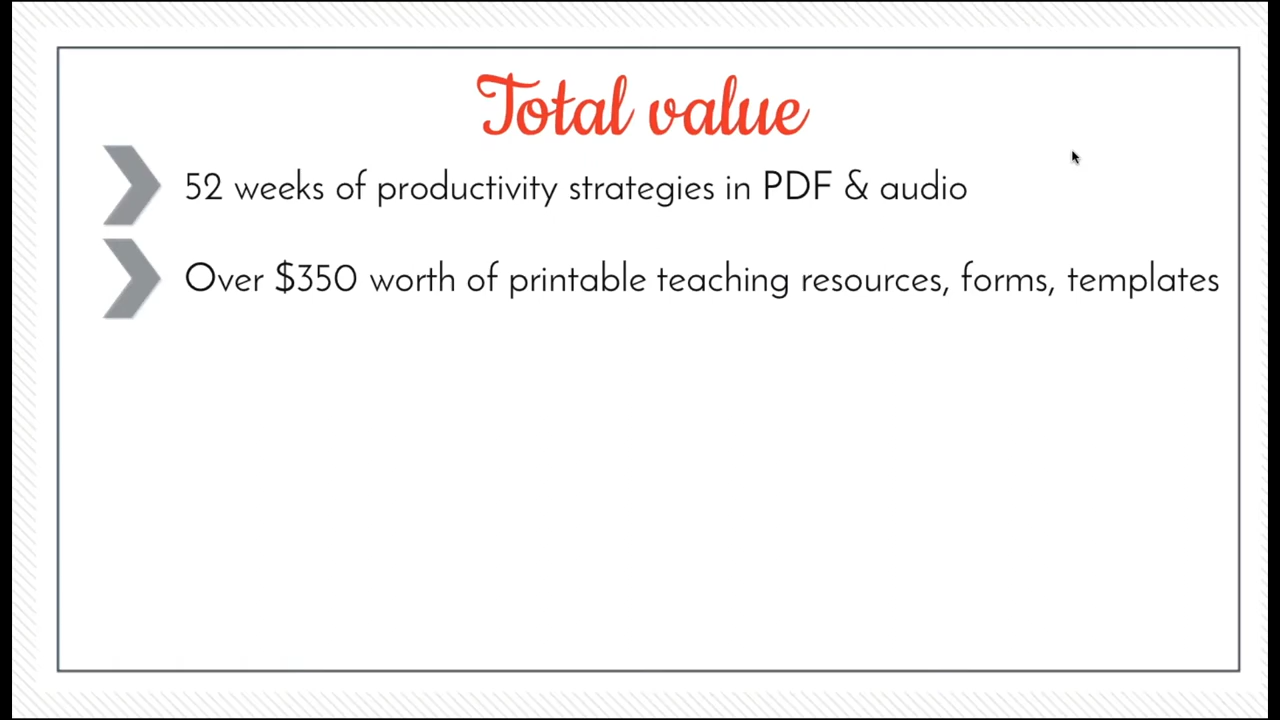 Total value
52 weeks of productivity strategies in PDF & audio
Over $350 worth of printable teaching resources, forms, templates